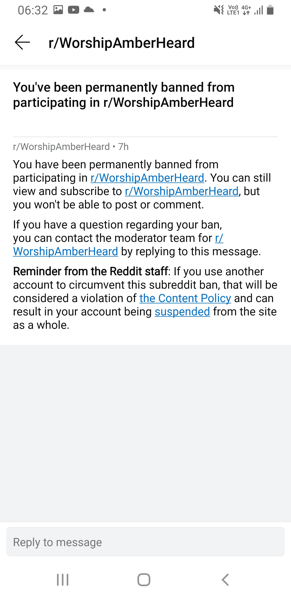 06:32
Vo) 4G+
LTE1
r/WorshipAmberHeard
You've been permanently banned from
participating in r/WorshipAmberHeard
r/WorshipAmberHeard • 7h
You have been permanently banned from
participating in r/WorshipAmberHeard. You can still
view and subscribe to r/WorshipAmberHeard, but
you won't be able to post or comment.
If you have a question regarding your ban,
you can contact the moderator team for r/
WorshipAmberHeard by replying to this message.
Reminder from the Reddit staff: If you use another
account to circumvent this subreddit ban, that will be
considered a violation of the Content Policy and can
result in your account being suspended from the site
as a whole.
Reply to message